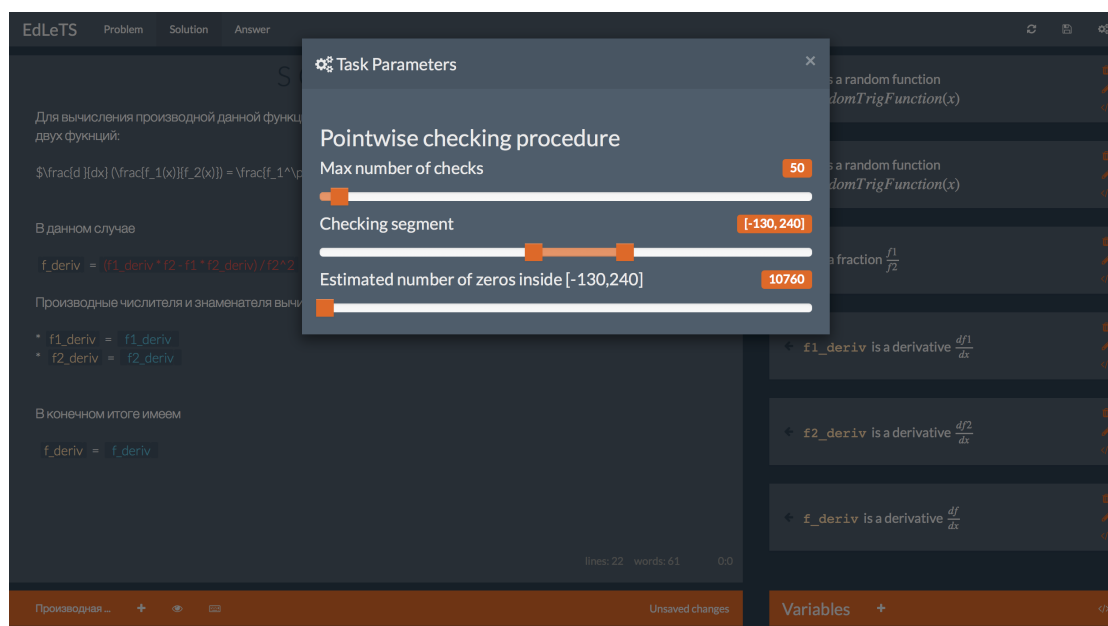 EdLeTS Problem Solution Answer
S
Task Parameters ×
Pointwise checking procedure
Max number of checks 50
Checking segment [-130, 240]
Estimated number of zeros inside [-130,240] 10760
Для вычисления производной данной функц
двух фукнций:
$\frac{d }{dx} (\frac{f_1(x)}{f_2(x)}) = \frac{f_1^\p
В данном случае
f_deriv = (f1_deriv*f2-f1*f2_deriv)/f2^2
Производные числителя и знаменателя вычи
* f1_deriv = f1_deriv
* f2_deriv = f2_deriv
В конечном итоге имеем
f_deriv = f_deriv
lines: 22 words: 61 0:0
Производная ... + Unsaved changes
s a random function
domTrigFunction(x)
s a random function
domTrigFunction(x)
a fraction f1/f2
← f1_deriv is a derivative df1/dx
← f2_deriv is a derivative df2/dx
← f_deriv is a derivative df/dx
Variables + </>